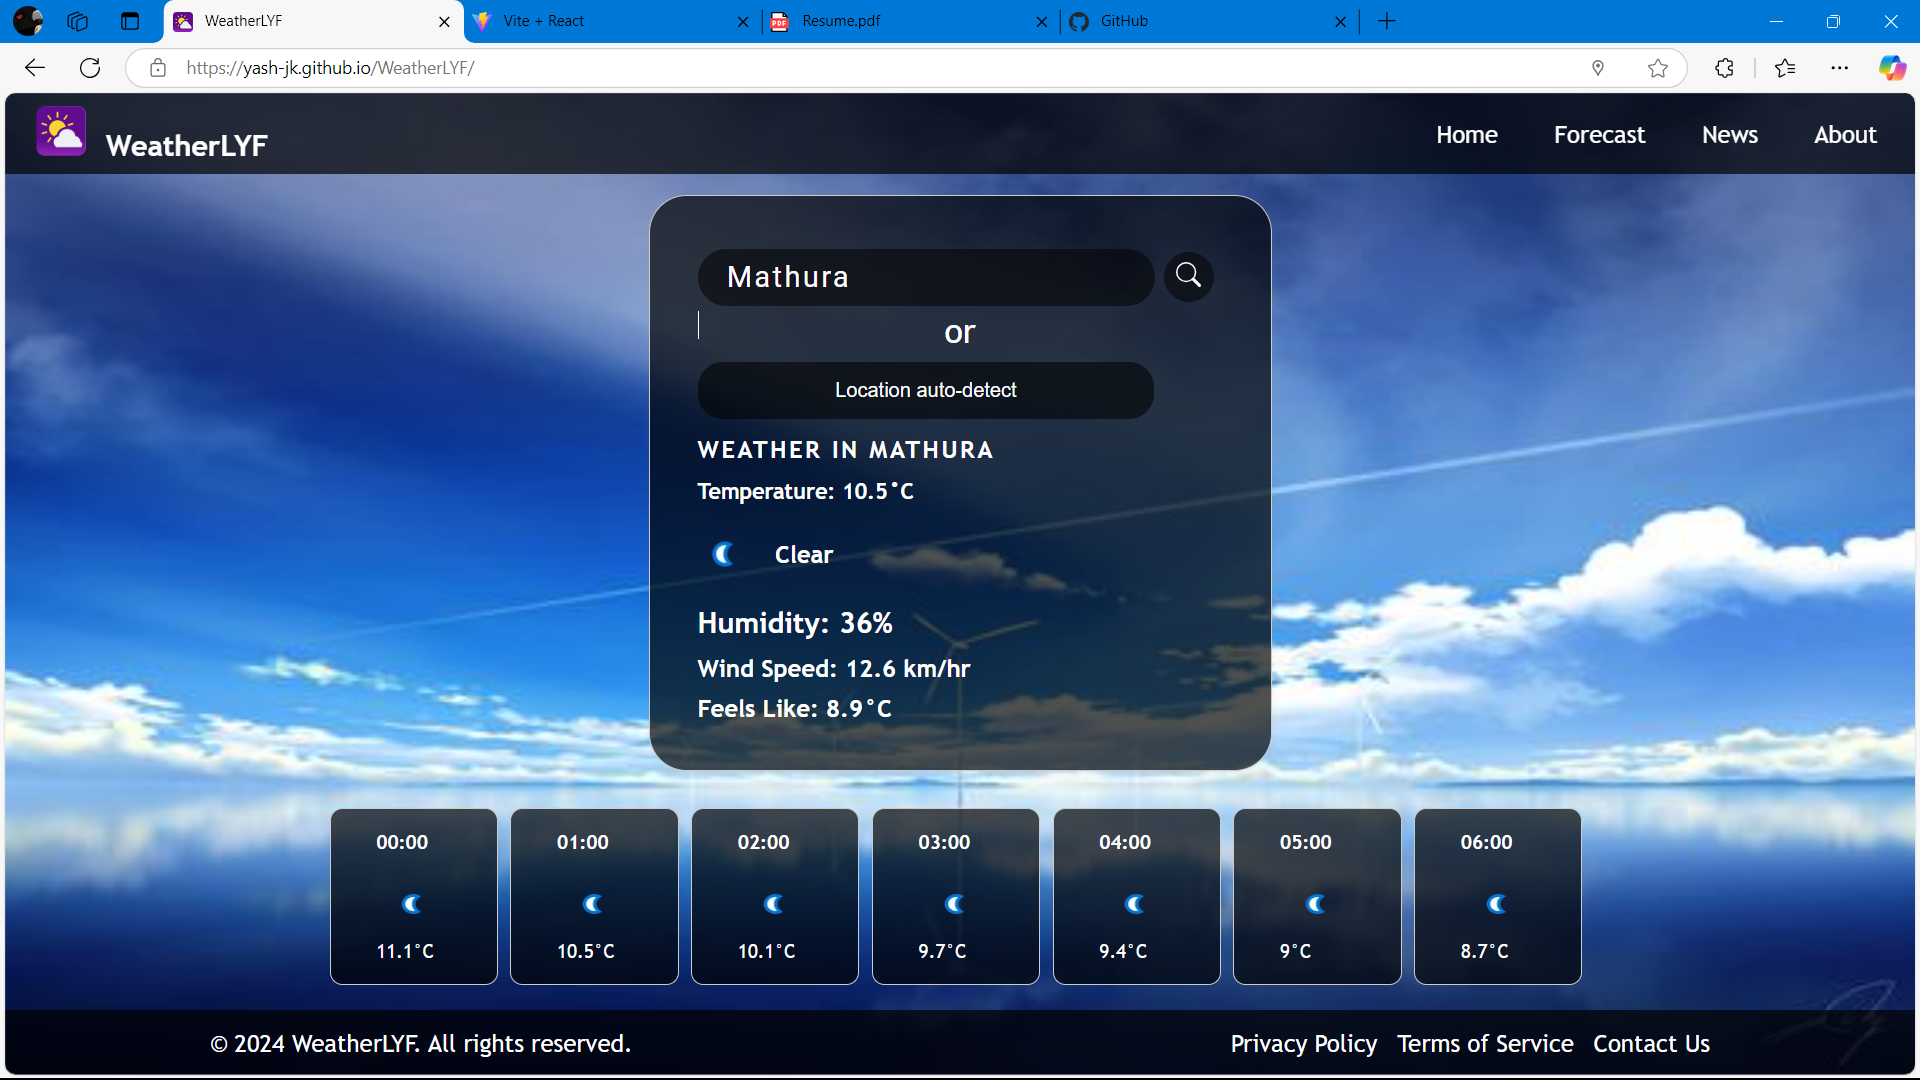 WeatherLYF
Vite + React
Resume.pdf
GitHub
https://yash-jk.github.io/WeatherLYF/
WeatherLYF
Home
Forecast
News
About
Mathura
or
Location auto-detect
WEATHER IN MATHURA
Temperature: 10.5°C
Clear
Humidity: 36%
Wind Speed: 12.6 km/hr
Feels Like: 8.9°C
00:00
11.1°C
01:00
10.5°C
02:00
10.1°C
03:00
9.7°C
04:00
9.4°C
05:00
9°C
06:00
8.7°C
© 2024 WeatherLYF. All rights reserved.
Privacy Policy
Terms of Service
Contact Us